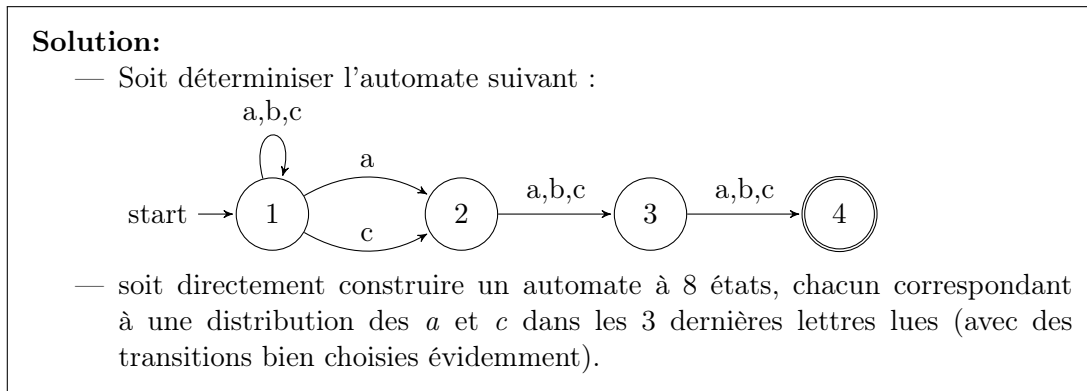 Solution:
— Soit déterminiser l'automate suivant :
a,b,c
a
start 1 2 a,b,c 3 a,b,c 4
c
— soit directement construire un automate à 8 états, chacun correspondant
à une distribution des a et c dans les 3 dernières lettres lues (avec des
transitions bien choisies évidemment).